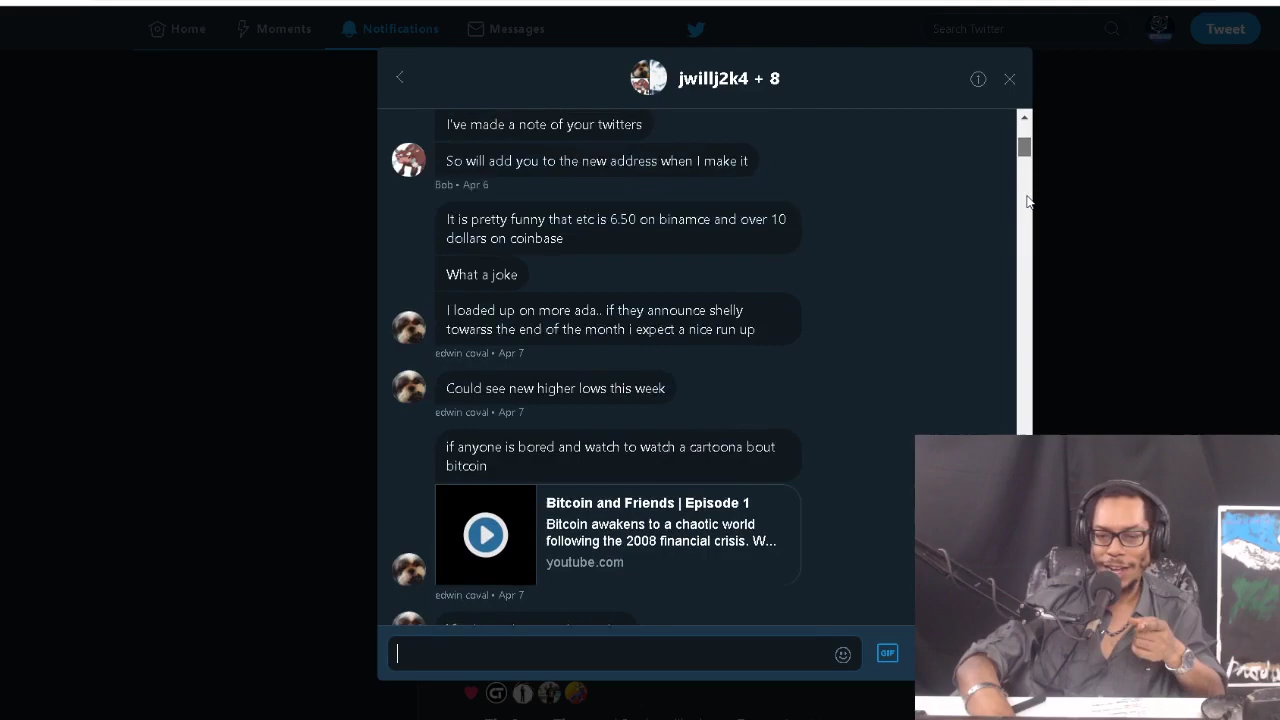 Home
Moments
Notifications
Messages
Search Twitter
Tweet
jwillj2k4 + 8
I've made a note of your twitters
So will add you to the new address when I make it
Bob • Apr 6
It is pretty funny that etc is 6.50 on binamce and over 10
dollars on coinbase
What a joke
I loaded up on more ada.. if they announce shelly
towarss the end of the month i expect a nice run up
edwin coval • Apr 7
Could see new higher lows this week
edwin coval • Apr 7
if anyone is bored and watch to watch a cartoona bout
bitcoin
Bitcoin and Friends | Episode 1
Bitcoin awakens to a chaotic world
following the 2008 financial crisis. W...
youtube.com
edwin coval • Apr 7
GIF